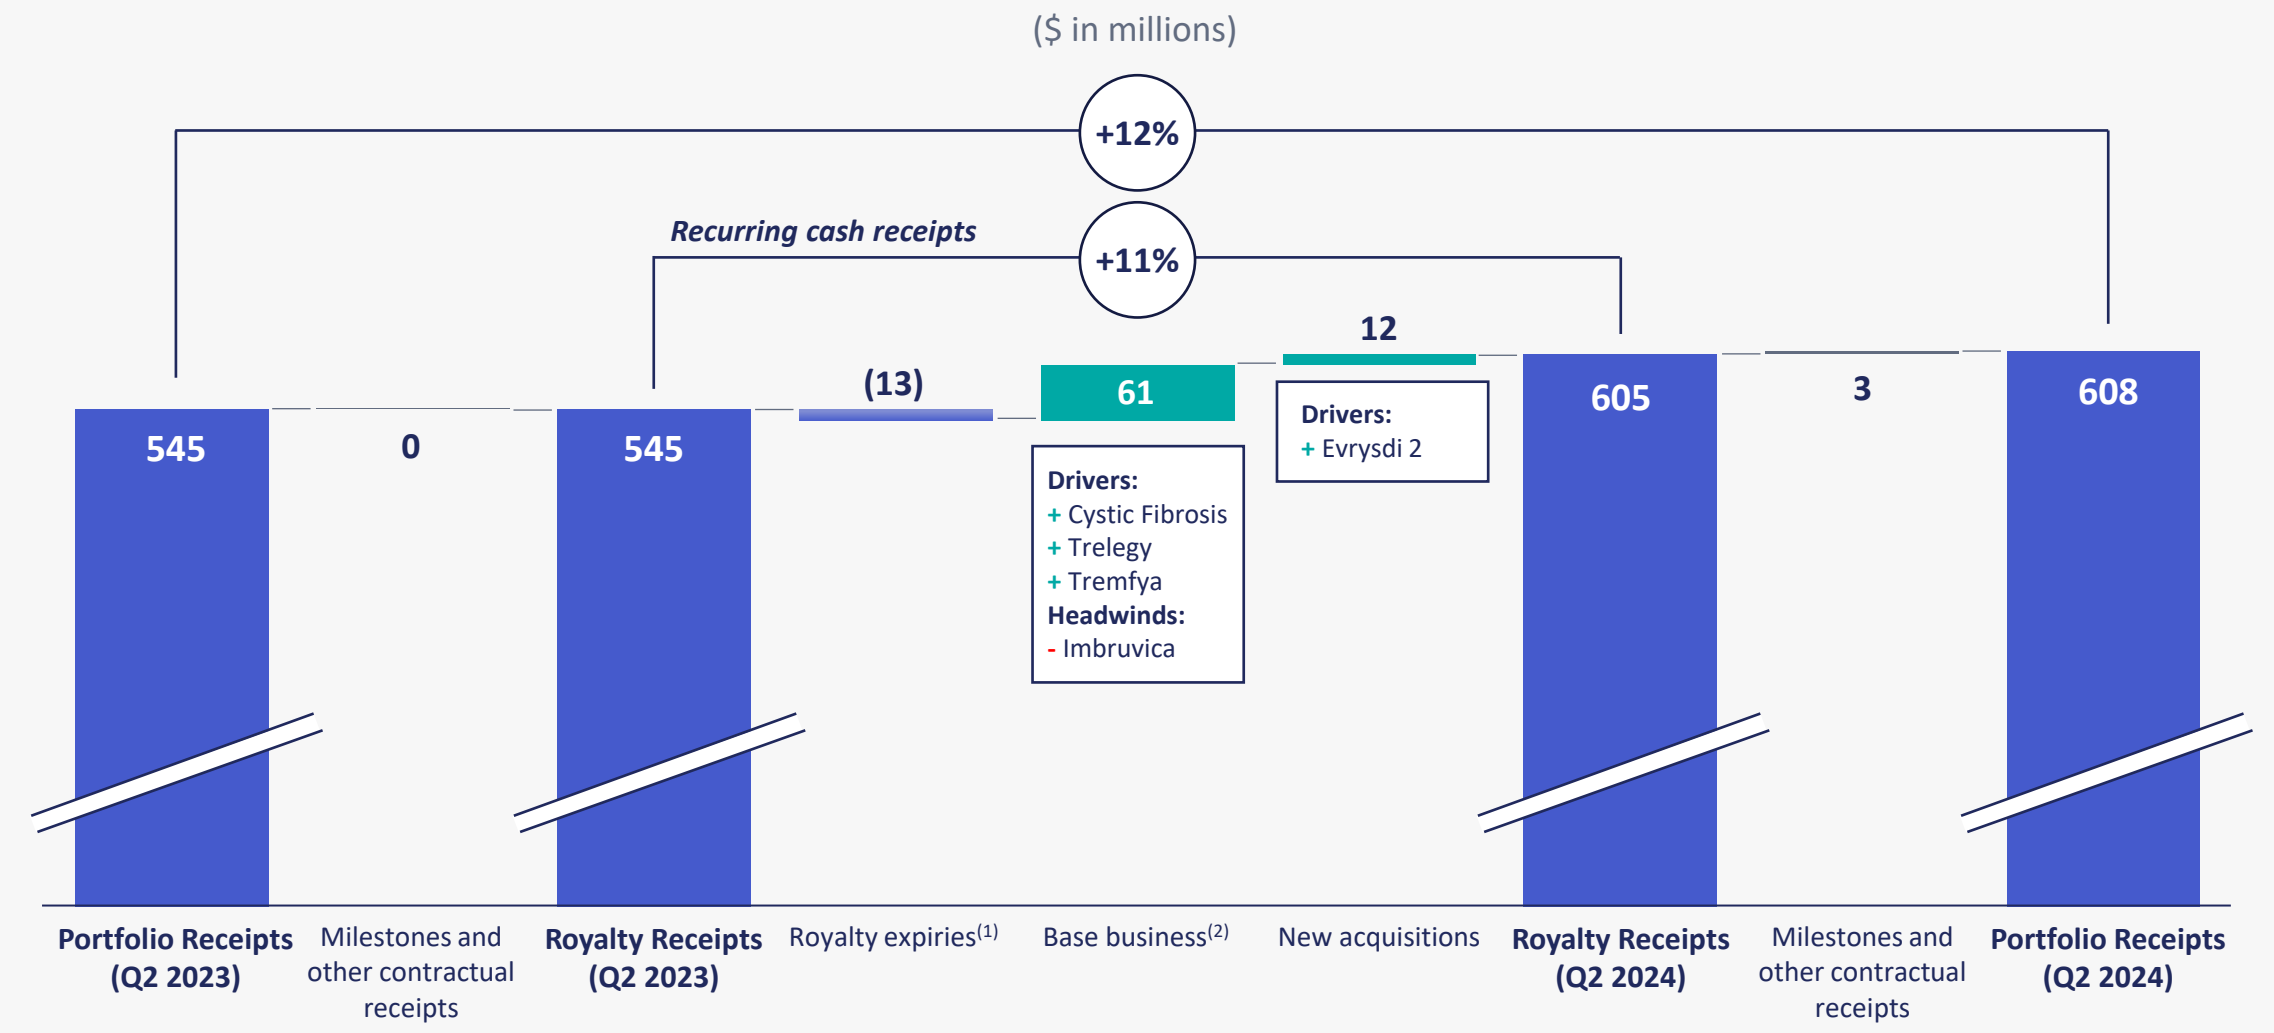 ($ in millions)
+12%
Recurring cash receipts
+11%
545
0
545
(13)
61
12
605
3
608
Drivers:
+ Cystic Fibrosis
+ Trelegy
+ Tremfya
Headwinds:
- Imbruvica
Drivers:
+ Evrysdi 2
Portfolio Receipts
(Q2 2023)
Milestones and
other contractual
receipts
Royalty Receipts
(Q2 2023)
Royalty expiries(1)
Base business(2)
New acquisitions
Royalty Receipts
(Q2 2024)
Milestones and
other contractual
receipts
Portfolio Receipts
(Q2 2024)